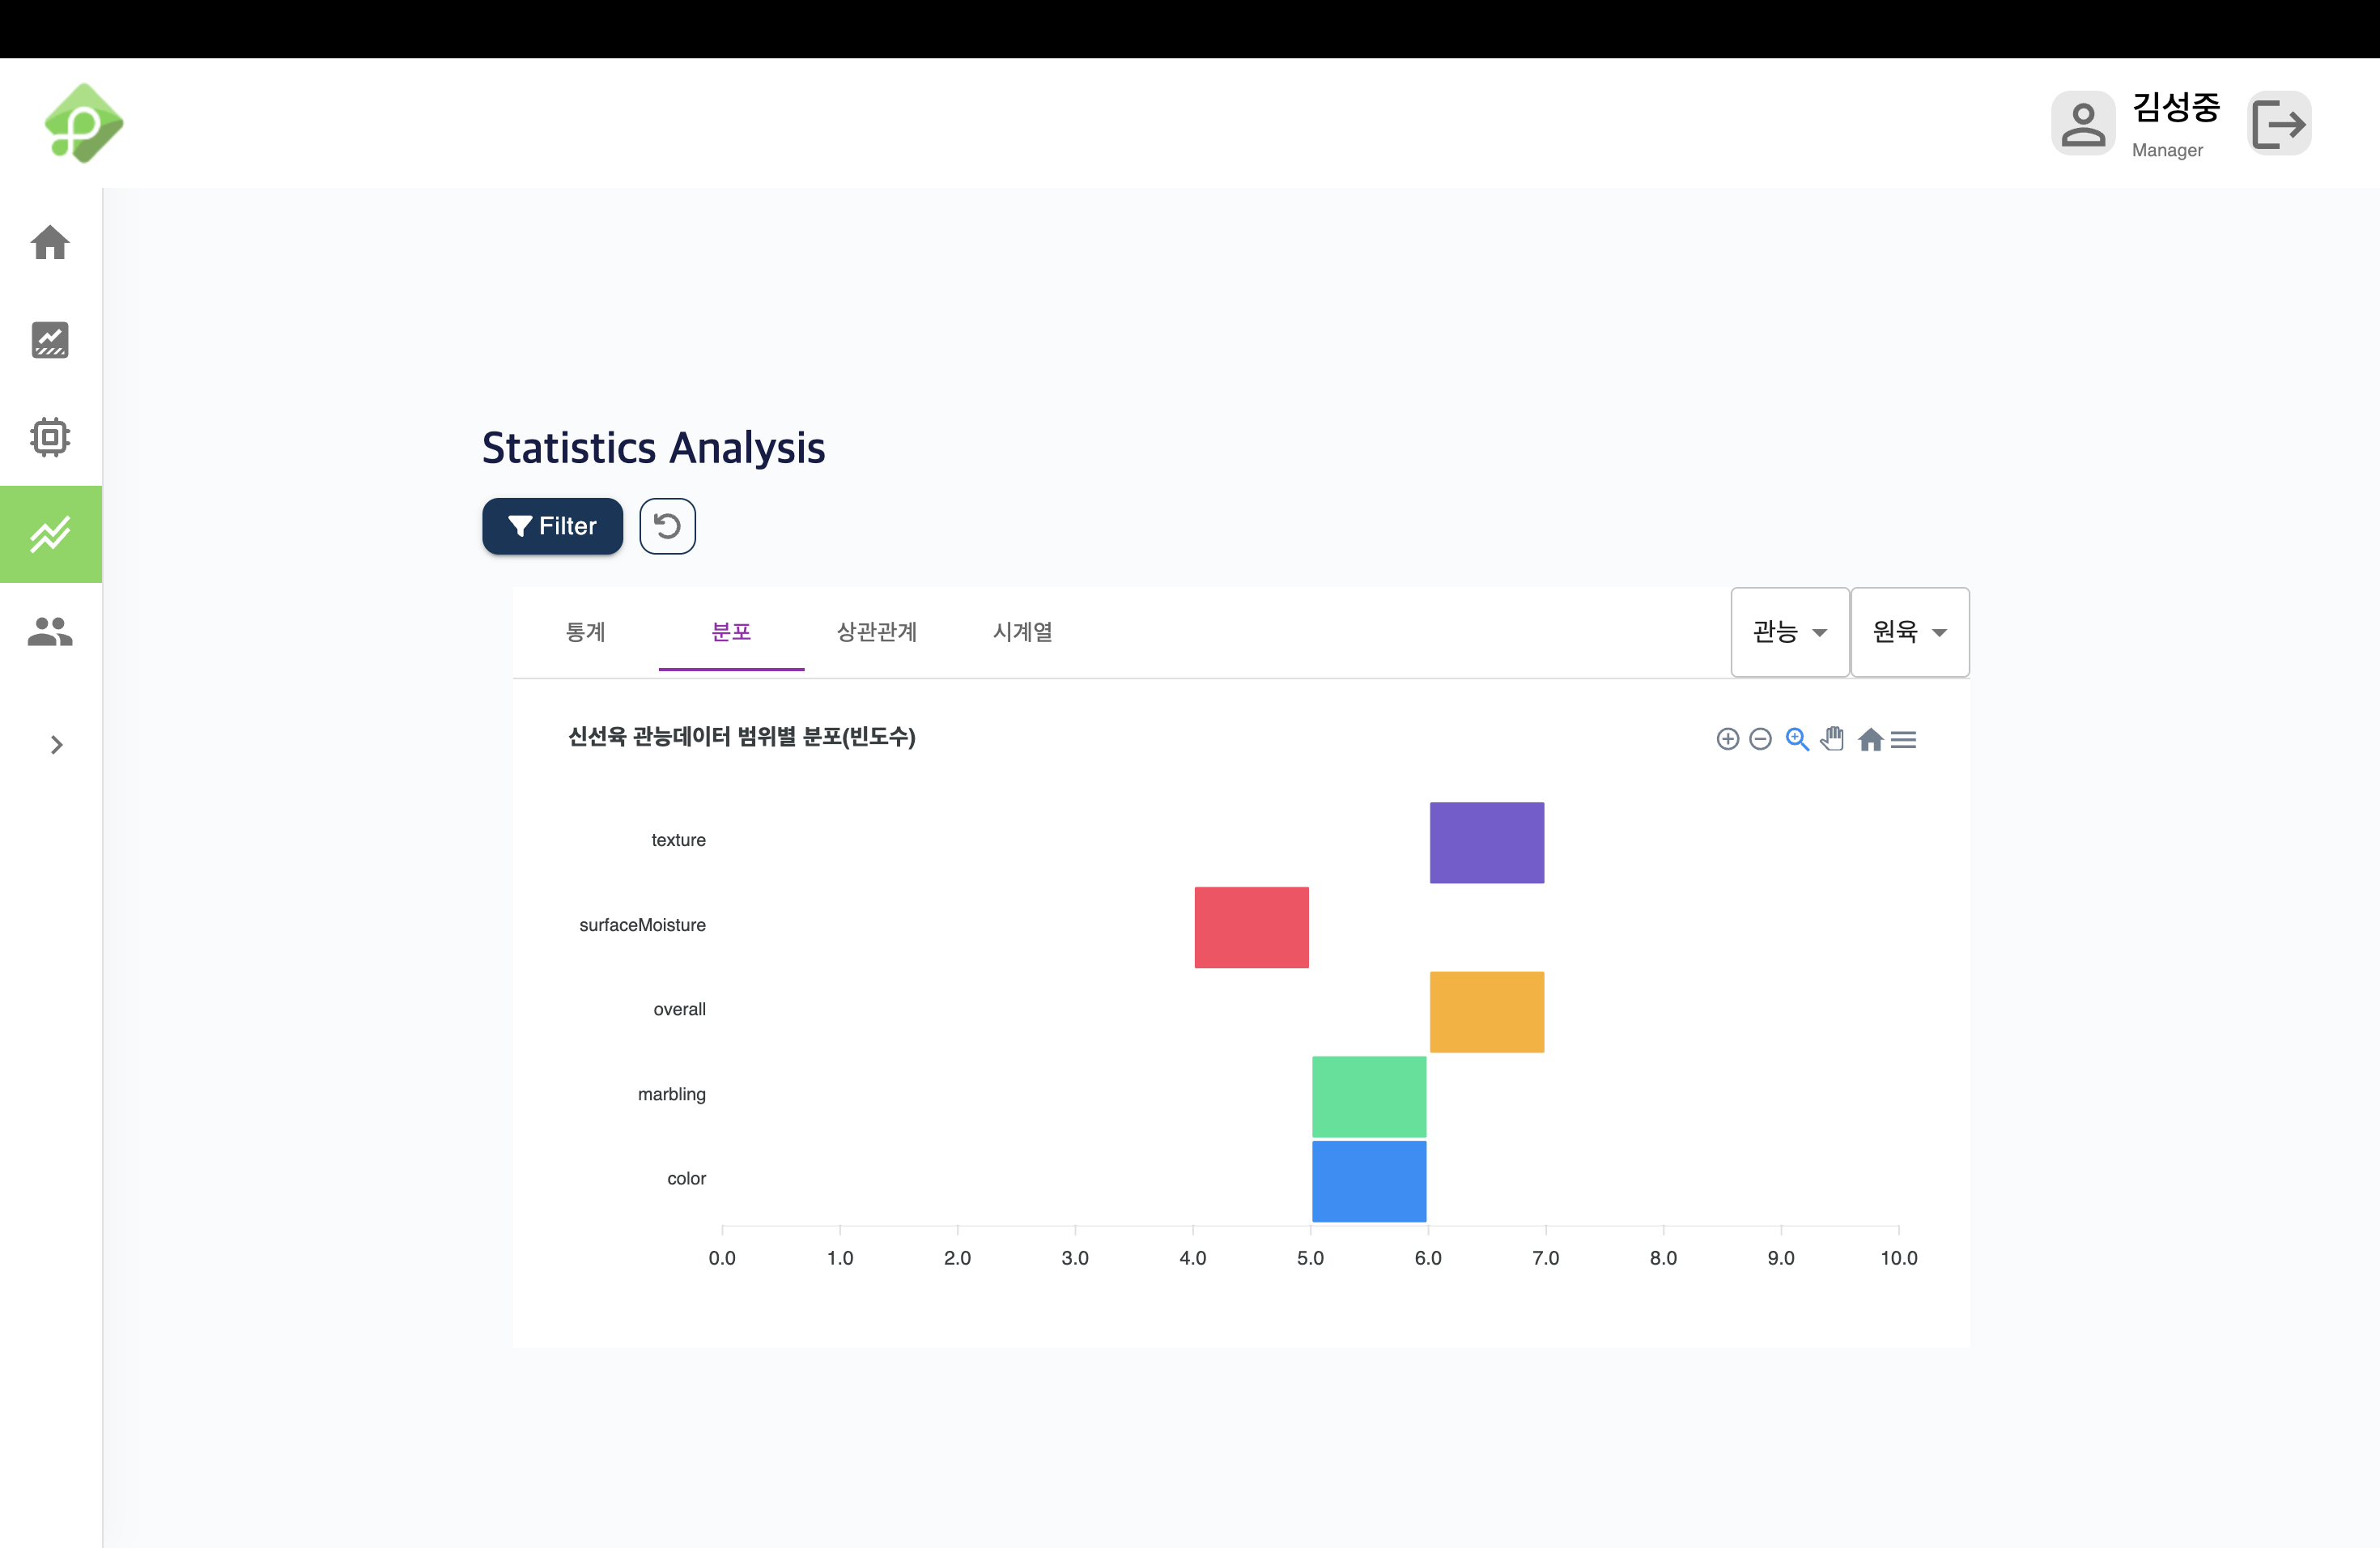 김성중
Manager
Statistics Analysis
Filter
통계 분포 상관관계 시계열 관능 원육
신선육 관능데이터 범위별 분포(빈도수)
texture
surfaceMoisture
overall
marbling
color
0.0 1.0 2.0 3.0 4.0 5.0 6.0 7.0 8.0 9.0 10.0